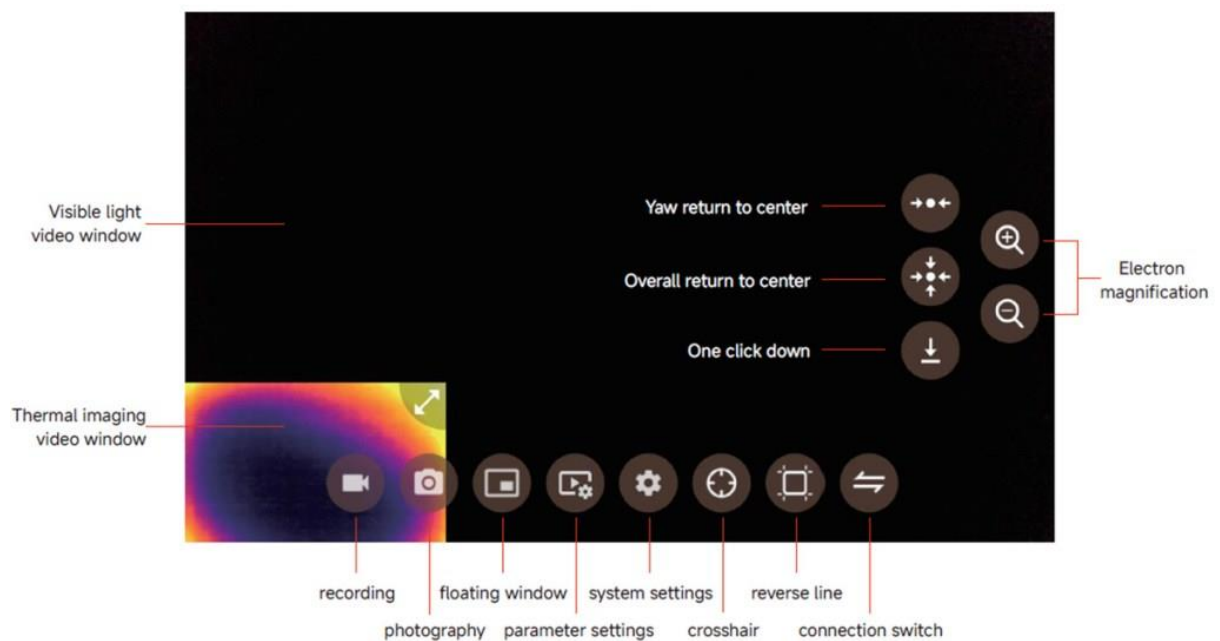 Visible light
video window
Yaw return to center
Overall return to center
Electron
magnification
One click down
Thermal imaging
video window
recording
floating window
system settings
reverse line
photography
parameter settings
crosshair
connection switch